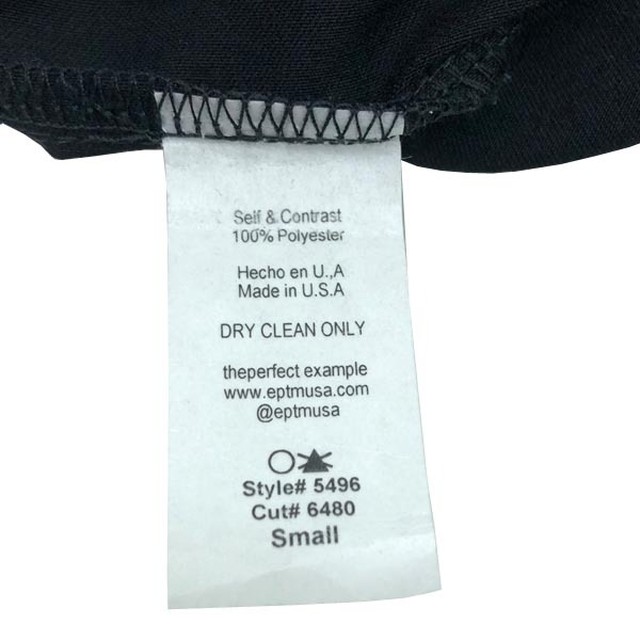 Self & Contrast
100% Polyester
Hecho en U.,A
Made in U.S.A
DRY CLEAN ONLY
theperfect example
www.eptmusa.com
@eptmusa
Style# 5496
Cut# 6480
Small